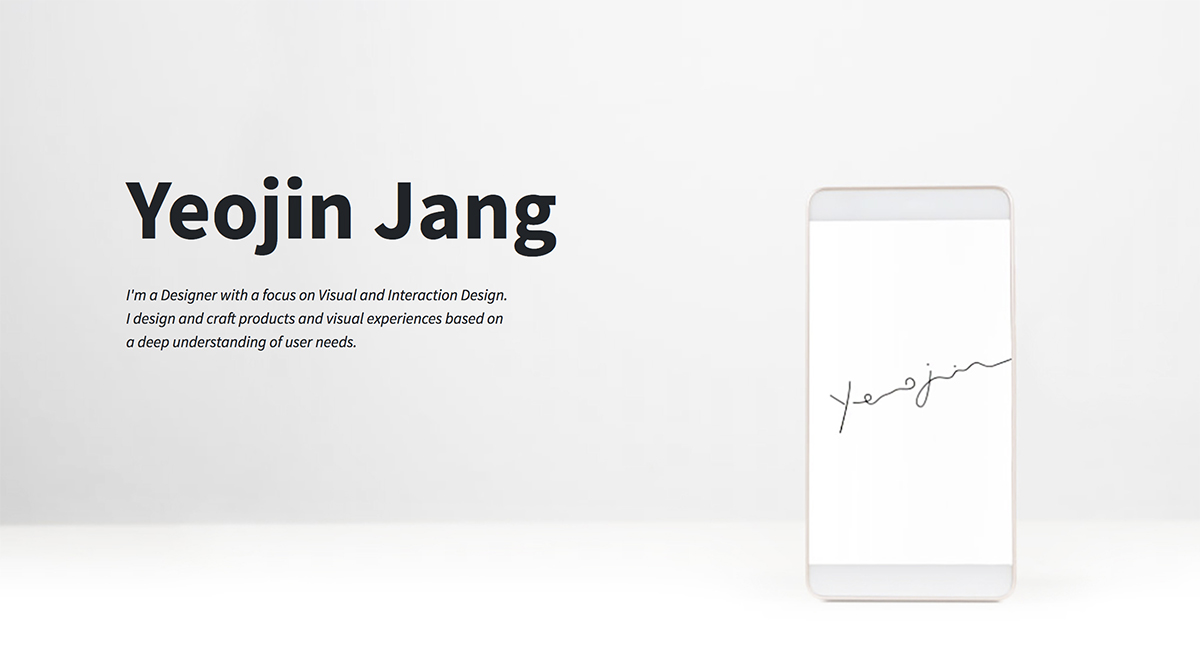 Yeojin Jang
I'm a Designer with a focus on Visual and Interaction Design.
I design and craft products and visual experiences based on
a deep understanding of user needs.
Yeojin